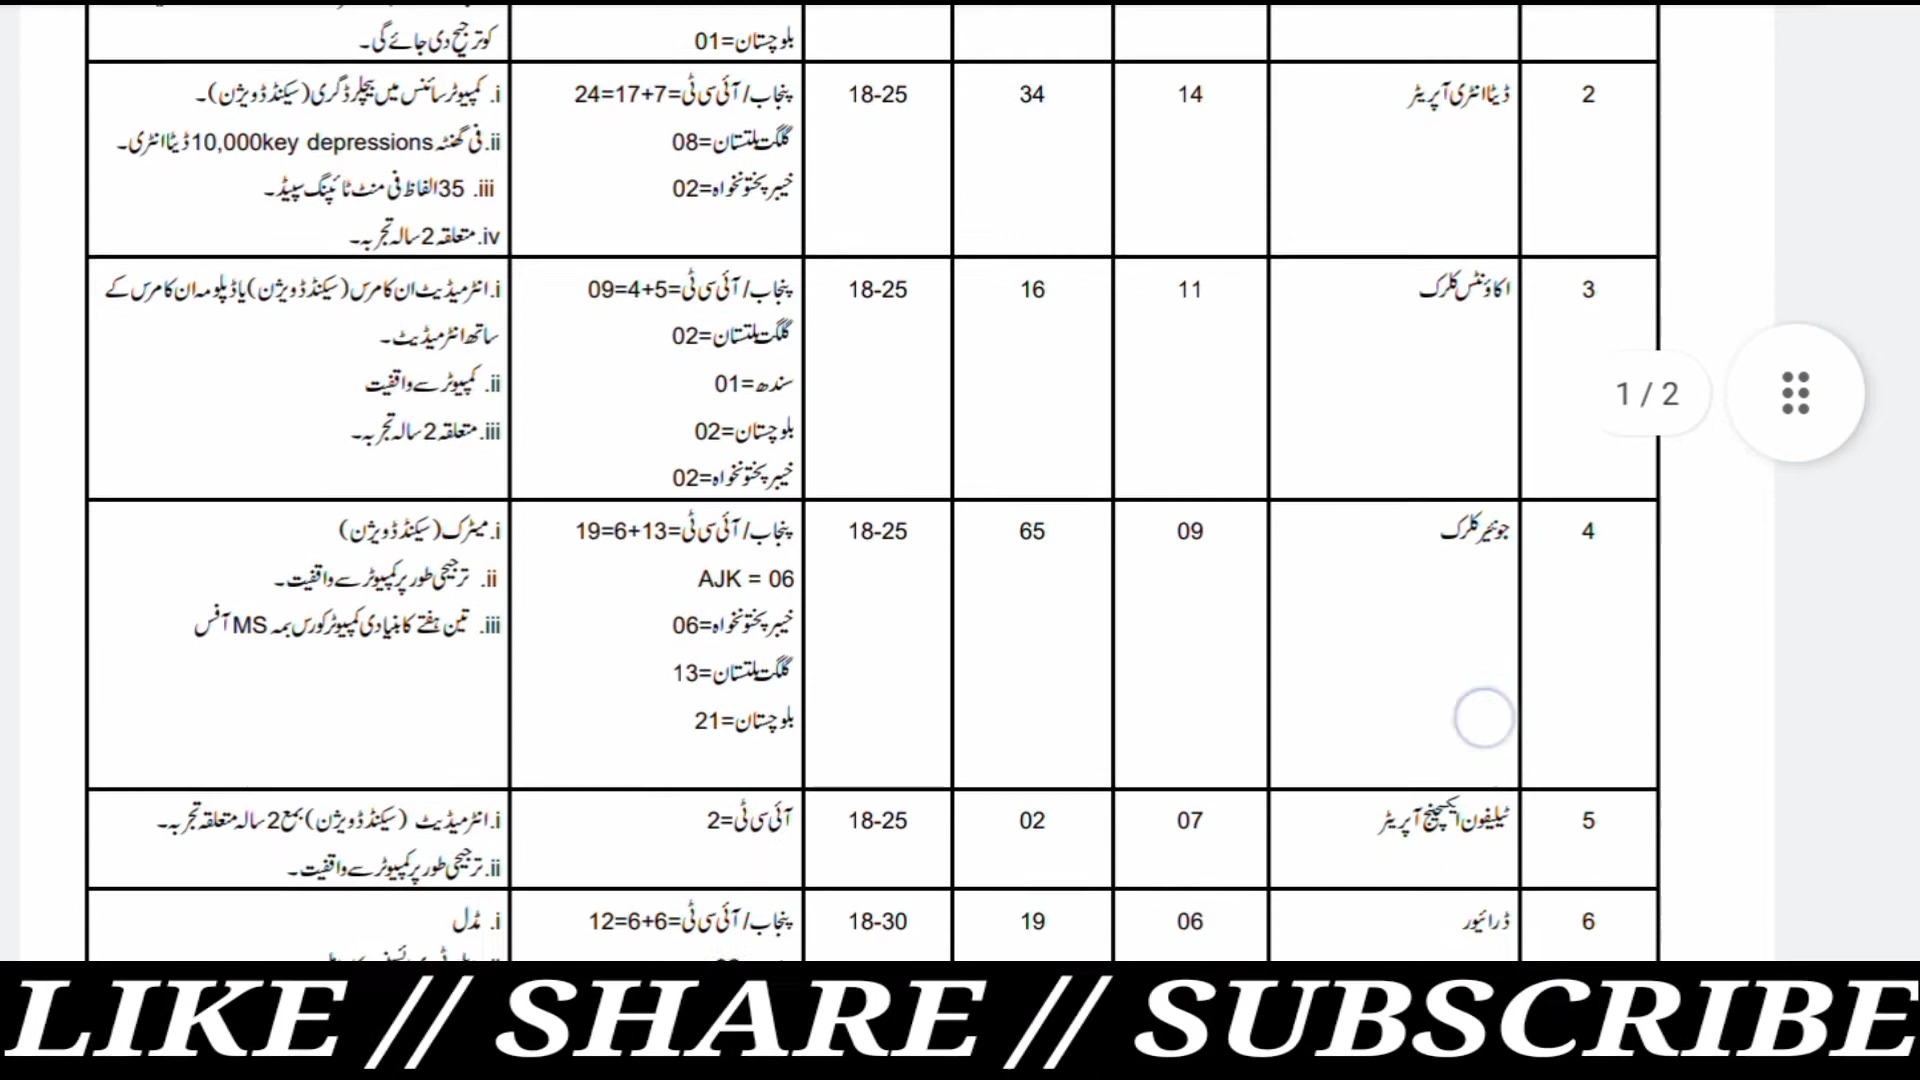 کو ترجیح دی جائے گی۔
بلوچستان=01
2
ڈیٹا انٹری آپریٹر
14
34
18-25
پنجاب/ آئی سی ٹی=7+17=24
گلگت بلتستان=08
خیبر پختونخواہ=02
i. کمپیوٹر سائنس میں بیچلر ڈگری (سیکنڈ ڈویژن)۔
ii. فی گھنٹہ 10,000key depressions ڈیٹا انٹری۔
iii. 35 الفاظ فی منٹ ٹائپنگ سپیڈ۔
iv. متعلقہ 2 سالہ تجربہ۔
3
اکاؤنٹس کلرک
11
16
18-25
پنجاب/ آئی سی ٹی=5+4=09
گلگت بلتستان=02
سندھ=01
بلوچستان=02
خیبر پختونخواہ=02
i. انٹرمیڈیٹ ان کامرس (سیکنڈ ڈویژن) یا ڈپلومہ ان کامرس کے
ساتھ انٹرمیڈیٹ۔
ii. کمپیوٹر سے واقفیت
iii. متعلقہ 2 سالہ تجربہ۔
1 / 2
4
جونیئر کلرک
09
65
18-25
پنجاب/ آئی سی ٹی=13+6=19
AJK = 06
خیبر پختونخواہ=06
گلگت بلتستان=13
بلوچستان=21
i. میٹرک (سیکنڈ ڈویژن)
ii. ترجیحی طور پر کمپیوٹر سے واقفیت۔
iii. تین ہفتے کا بنیادی کمپیوٹر کورس بمہ MS آفس
5
ٹیلیفون ایکسچینج آپریٹر
07
02
18-25
آئی سی ٹی=2
i. انٹرمیڈیٹ (سیکنڈ ڈویژن) بمع 2 سالہ متعلقہ تجربہ۔
ii. ترجیحی طور پر کمپیوٹر سے واقفیت۔
6
ڈرائیور
06
19
18-30
پنجاب/ آئی سی ٹی=6+6=12
i. مڈل
LIKE // SHARE // SUBSCRIBE